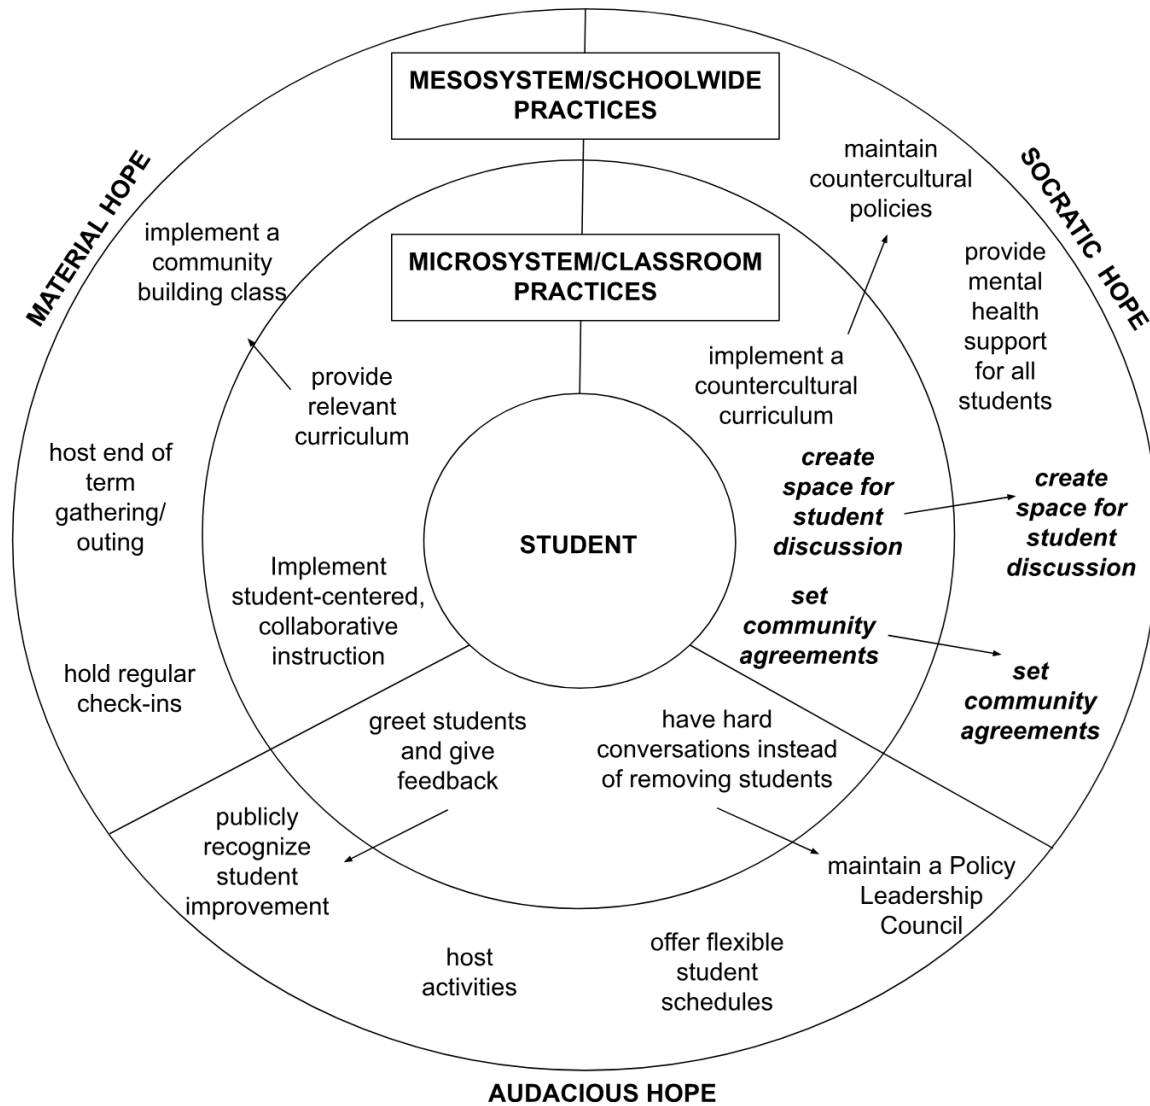 MESOSYSTEM/SCHOOLWIDE
PRACTICES
MICROSYSTEM/CLASSROOM
PRACTICES
STUDENT
MATERIAL HOPE
implement a
community
building class
provide
relevant
curriculum
host end of
term
gathering/
outing
Implement
student-centered,
collaborative
instruction
hold regular
check-ins
SOCRATIC HOPE
maintain
countercultural
policies
provide
mental
health
support
for all
students
implement a
countercultural
curriculum
create
space for
student
discussion
create
space for
student
discussion
set
community
agreements
set
community
agreements
greet students
and give
feedback
have hard
conversations instead
of removing students
publicly
recognize
student
improvement
maintain a Policy
Leadership
Council
host
activities
offer flexible
student
schedules
AUDACIOUS HOPE